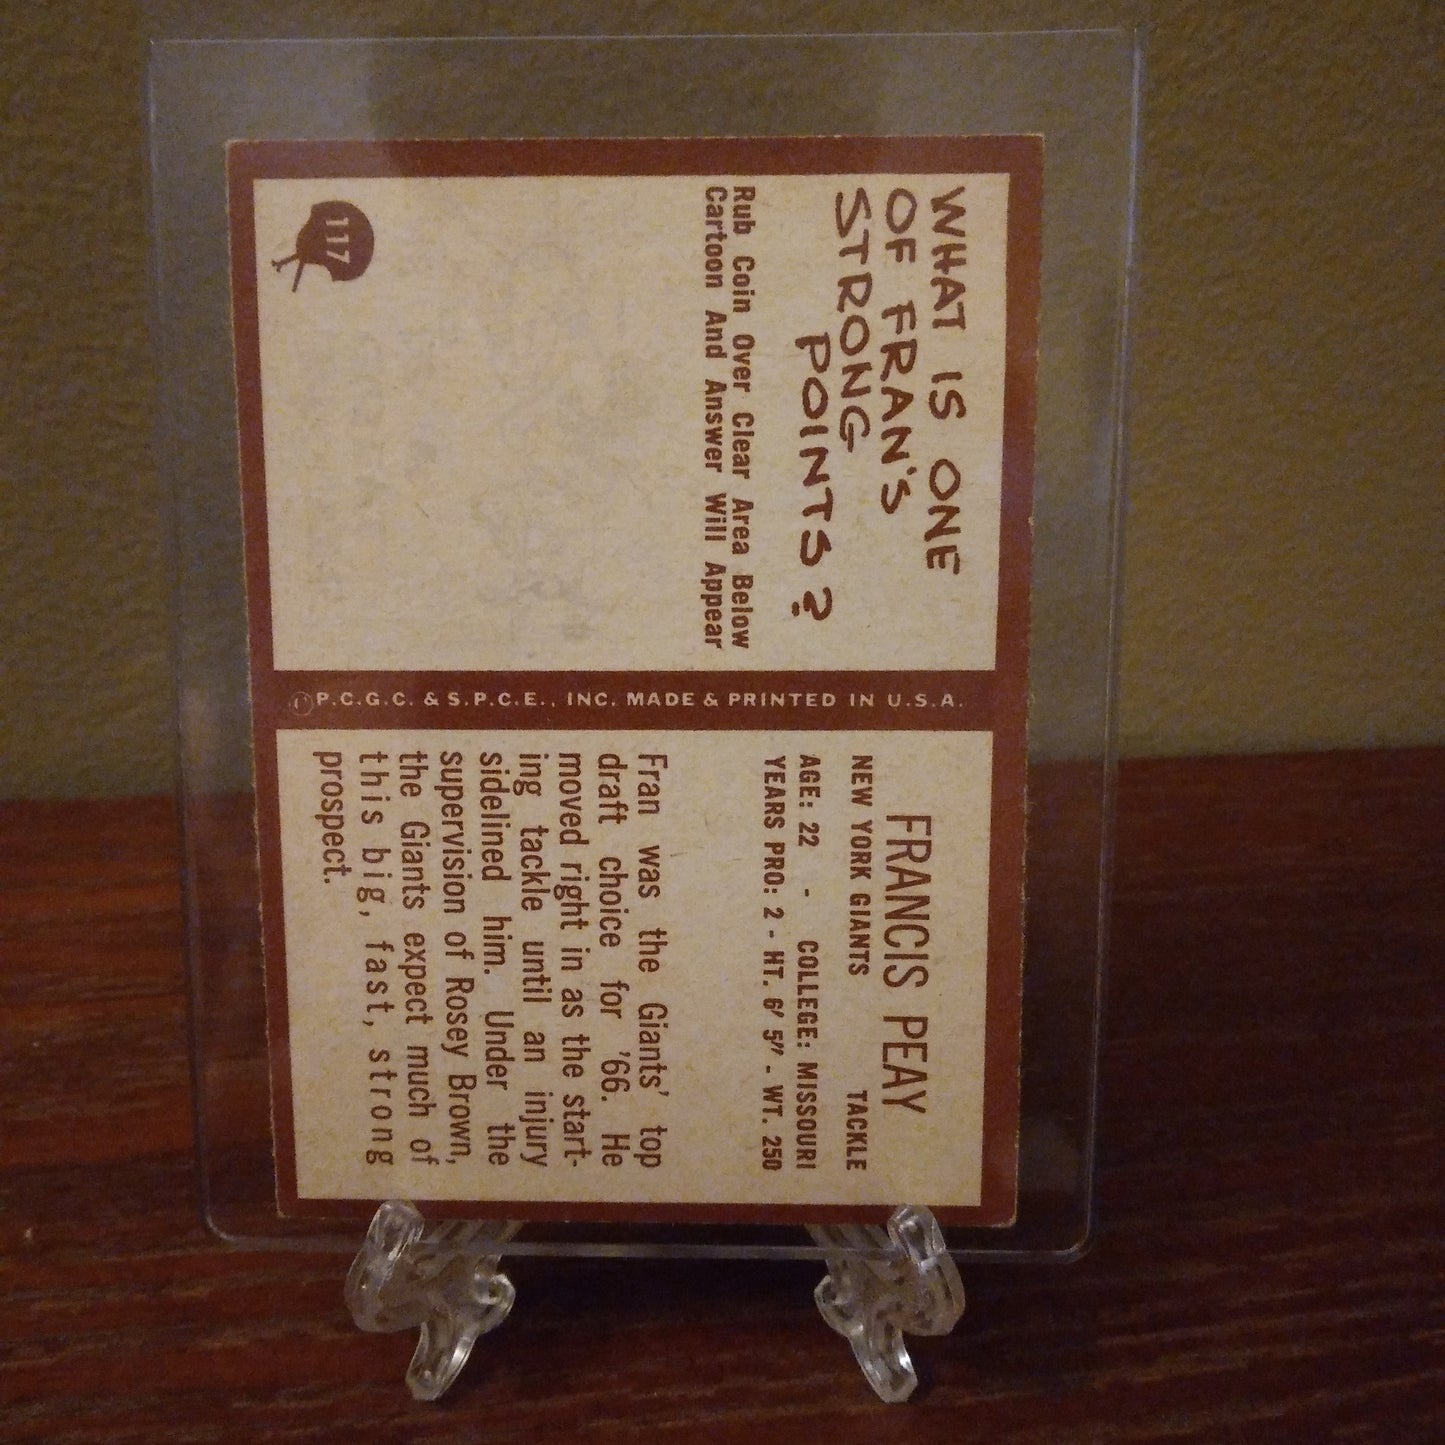 WHAT IS ONE
OF FRAN'S
STRONG
POINTS?
Rub Coin Over Clear Area Below
Cartoon And Answer Will Appear
117
©P.C.G.C. & S.P.C.E., INC. MADE & PRINTED IN U.S.A.
FRANCIS PEAY
NEW YORK GIANTS TACKLE
AGE: 22 - COLLEGE: MISSOURI
YEARS PRO: 2 - HT. 6' 5" - WT. 250
Fran was the Giants' top
draft choice for '66. He
moved right in as the start-
ing tackle until an injury
sidelined him. Under the
supervision of Rosey Brown,
the Giants expect much of
this big, fast, strong
prospect.